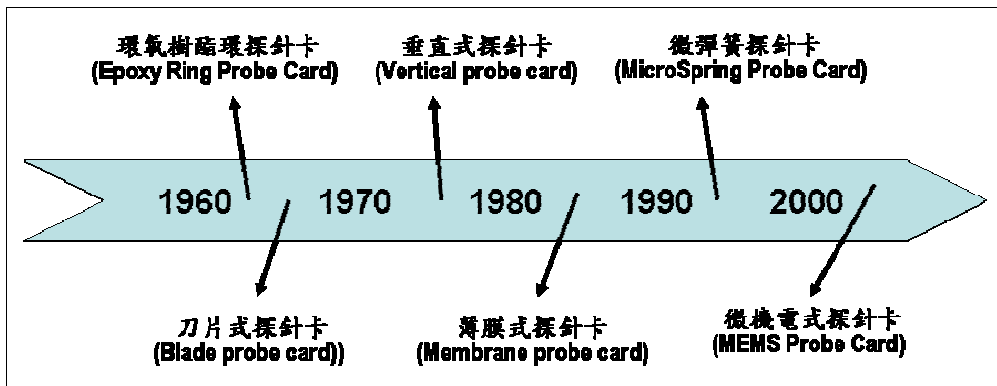 環氧樹酯環探針卡
(Epoxy Ring Probe Card)
垂直式探針卡
(Vertical probe card)
微彈簧探針卡
(MicroSpring Probe Card)
1960
1970
1980
1990
2000
刀片式探針卡
(Blade probe card))
薄膜式探針卡
(Membrane probe card)
微機電式探針卡
(MEMS Probe Card)